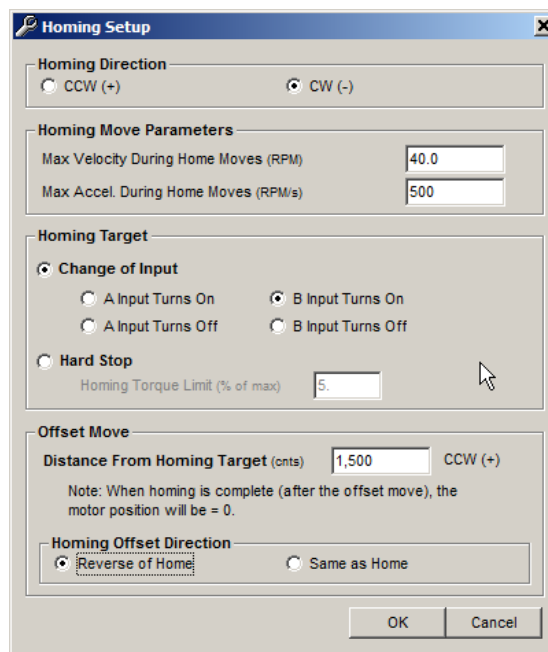 Homing Setup
Homing Direction
CCW (+)
CW (-)
Homing Move Parameters
Max Velocity During Home Moves (RPM)
40.0
Max Accel. During Home Moves (RPM/s)
500
Homing Target
Change of Input
A Input Turns On
B Input Turns On
A Input Turns Off
B Input Turns Off
Hard Stop
Homing Torque Limit (% of max)
5.
Offset Move
Distance From Homing Target (cnts)
1,500
CCW (+)
Note: When homing is complete (after the offset move), the
motor position will be = 0.
Homing Offset Direction
Reverse of Home
Same as Home
OK
Cancel